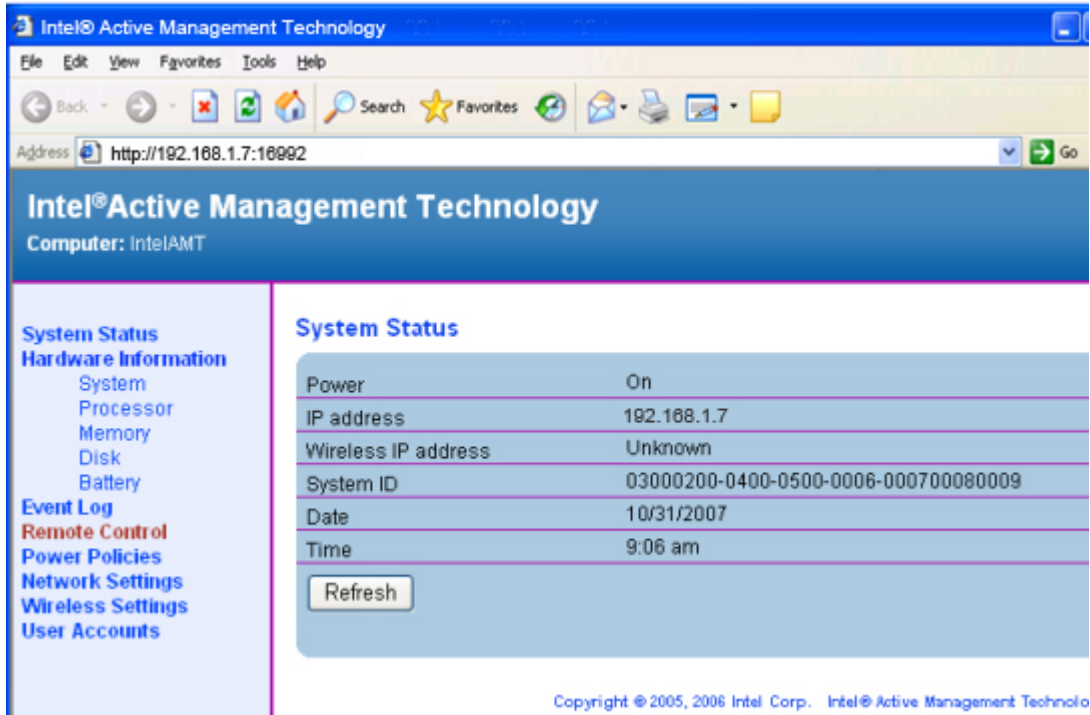 Intel® Active Management Technology
File Edit View Favorites Tools Help
Back Search Favorites
Address http://192.168.1.7:16992 Go
Intel®Active Management Technology
Computer: IntelAMT
System Status
Hardware Information
System
Processor
Memory
Disk
Battery
Event Log
Remote Control
Power Policies
Network Settings
Wireless Settings
User Accounts
System Status
Power On
IP address 192.168.1.7
Wireless IP address Unknown
System ID 03000200-0400-0500-0006-000700080009
Date 10/31/2007
Time 9:06 am
Refresh
Copyright © 2005, 2006 Intel Corp. Intel® Active Management Technolo